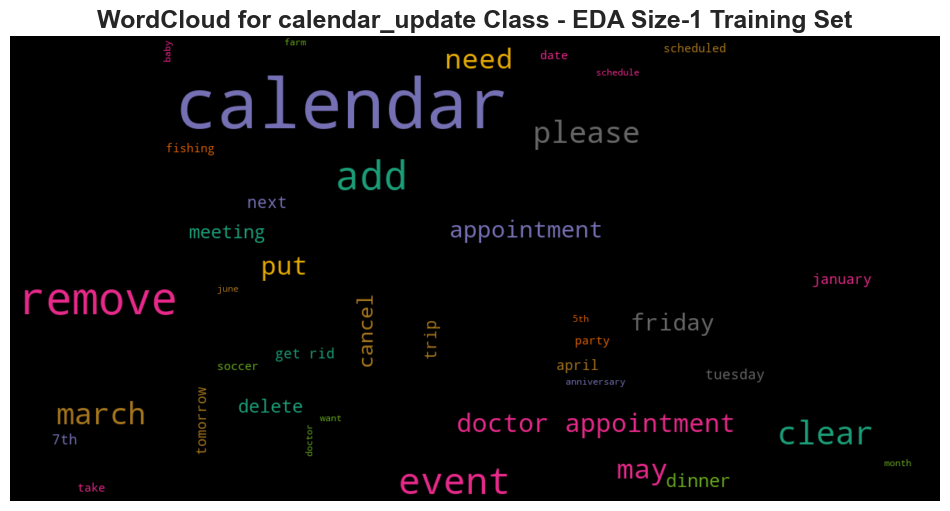 WordCloud for calendar_update Class - EDA Size-1 Training Set
baby
farm
need
date
scheduled
schedule
calendar
please
fishing
add
next
meeting
appointment
put
january
remove
june
cancel
trip
5th
friday
party
get rid
soccer
april
tuesday
anniversary
march
tomorrow
delete
want
doctor
7th
doctor appointment
clear
may
month
take
event
dinner